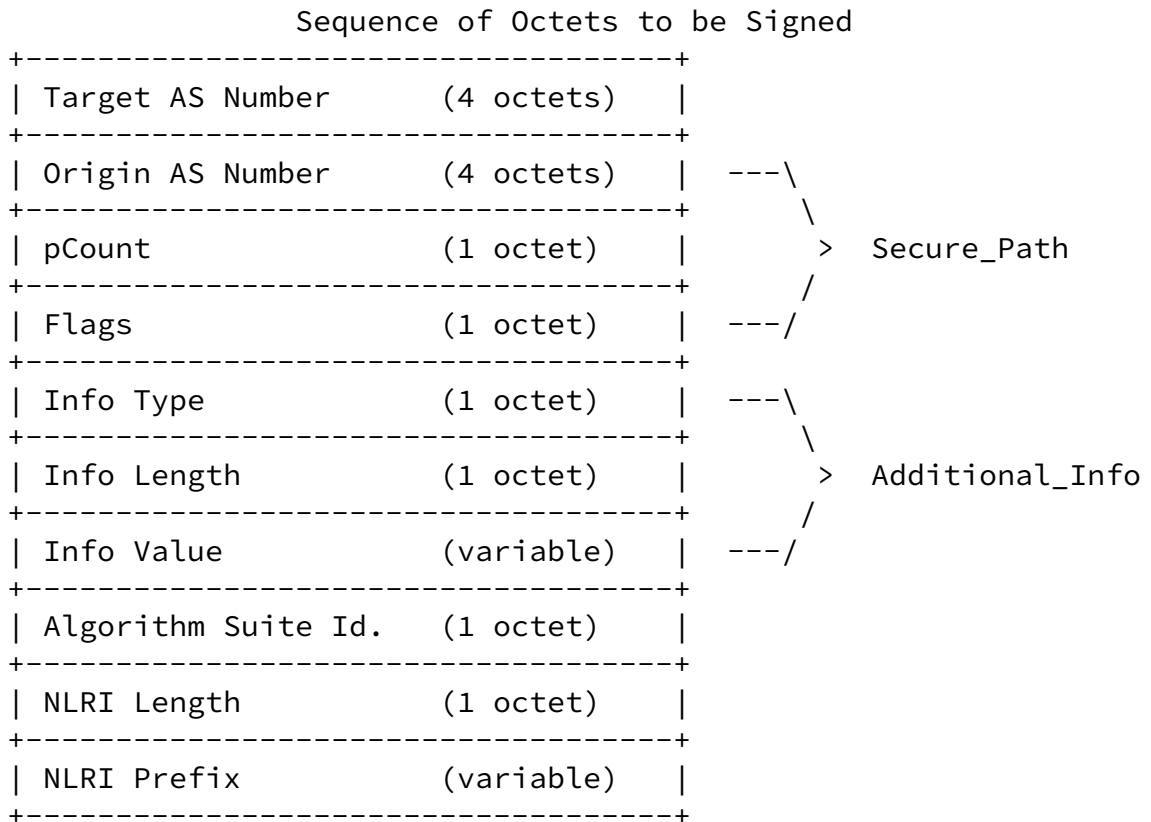 Sequence of Octets to be Signed
+------------------------------------+
| Target AS Number      (4 octets)   |
+------------------------------------+
| Origin AS Number      (4 octets)   |  ---\
+------------------------------------+      \
| pCount                (1 octet)    |       >  Secure_Path
+------------------------------------+      /
| Flags                 (1 octet)    |  ---/
+------------------------------------+
| Info Type             (1 octet)    |  ---\
+------------------------------------+      \
| Info Length           (1 octet)    |       >  Additional_Info
+------------------------------------+      /
| Info Value            (variable)   |  ---/
+------------------------------------+
| Algorithm Suite Id.   (1 octet)    |
+------------------------------------+
| NLRI Length           (1 octet)    |
+------------------------------------+
| NLRI Prefix           (variable)   |
+------------------------------------+